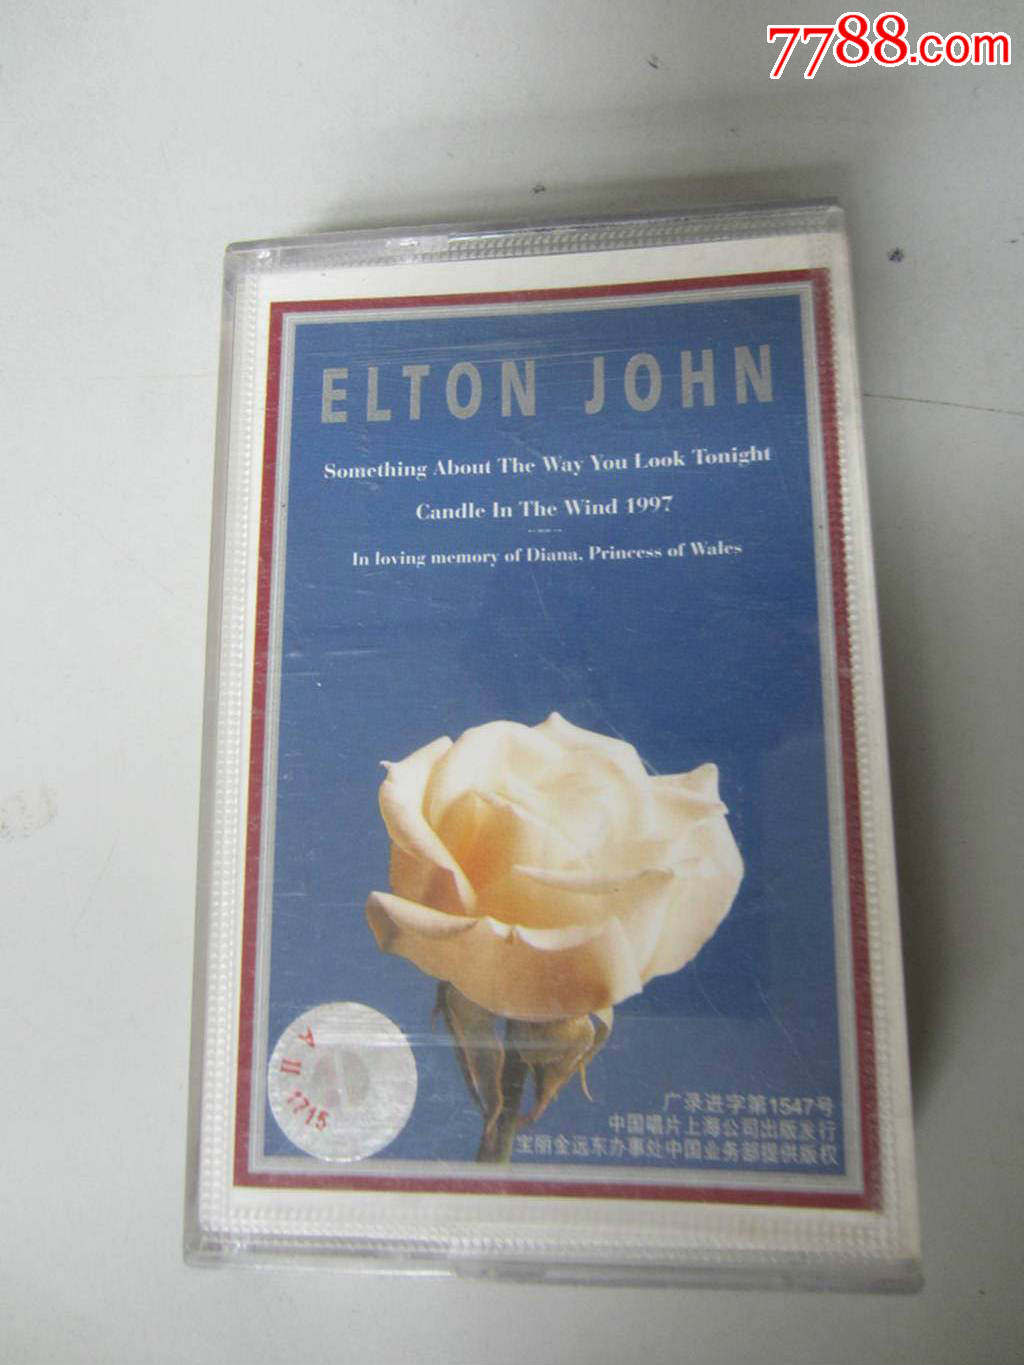 7788.com
ELTON JOHN
Something About The Way You Look Tonight
Candle In The Wind 1997
In loving memory of Diana, Princess of Wales
广录进字第1547号
中国唱片上海公司出版发行
宝丽金远东办事处中国业务部提供版权